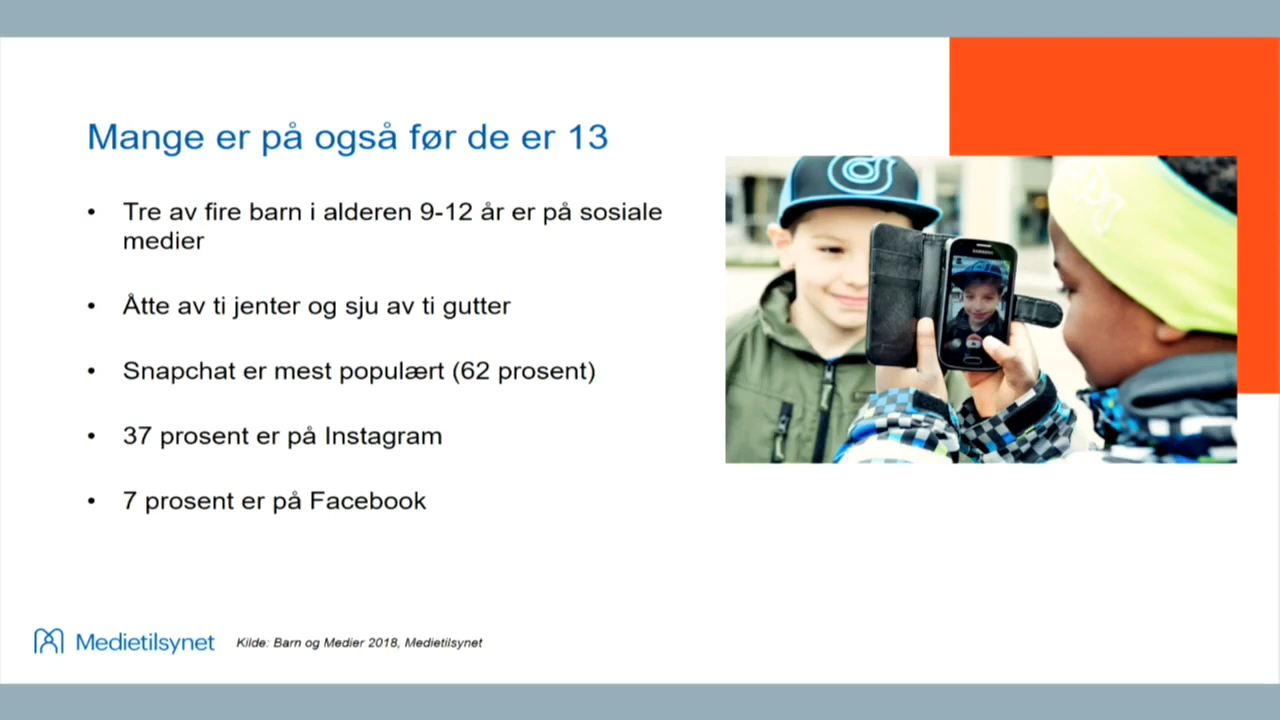 Mange er på også før de er 13
• Tre av fire barn i alderen 9-12 år er på sosiale
medier
• Åtte av ti jenter og sju av ti gutter
• Snapchat er mest populært (62 prosent)
• 37 prosent er på Instagram
• 7 prosent er på Facebook
SAMSUNG
Medietilsynet
Kilde: Barn og Medier 2018, Medietilsynet